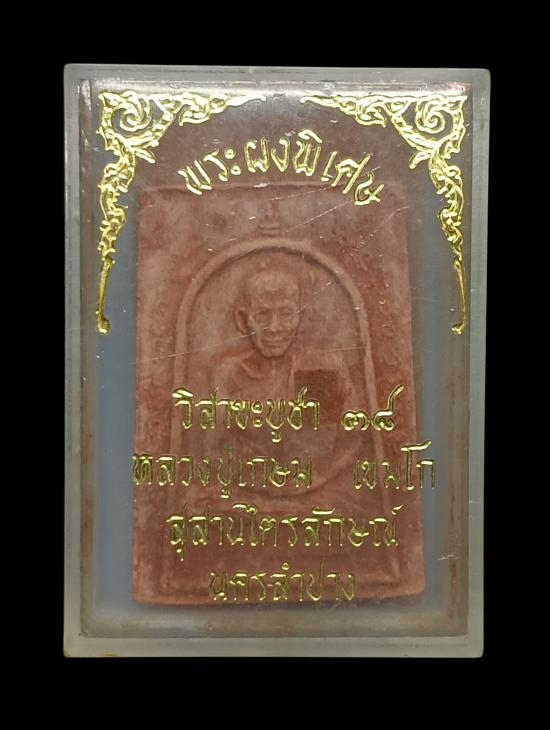 พระผงพิเศษ
วิสาขะบูชา ๓๘
หลวงปู่เกษม เขมโก
สุสานไตรลักษณ์
นครลำปาง